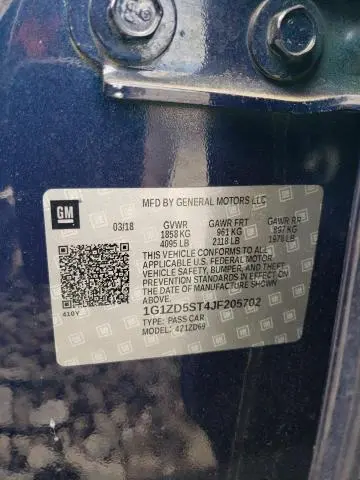 GM
MFD BY GENERAL MOTORS LLC
03/18 GVWR GAWR FRT GAWR RR
1858 KG 961 KG 897 KG
4095 LB 2118 LB 1978 LB
THIS VEHICLE CONFORMS TO ALL
APPLICABLE U.S. FEDERAL MOTOR
VEHICLE SAFETY, BUMPER, AND THEFT
PREVENTION STANDARDS IN EFFECT ON
THE DATE OF MANUFACTURE SHOWN
ABOVE.
1G1ZD5ST4JF205702
TYPE: PASS CAR
410Y MODEL: 421ZD69